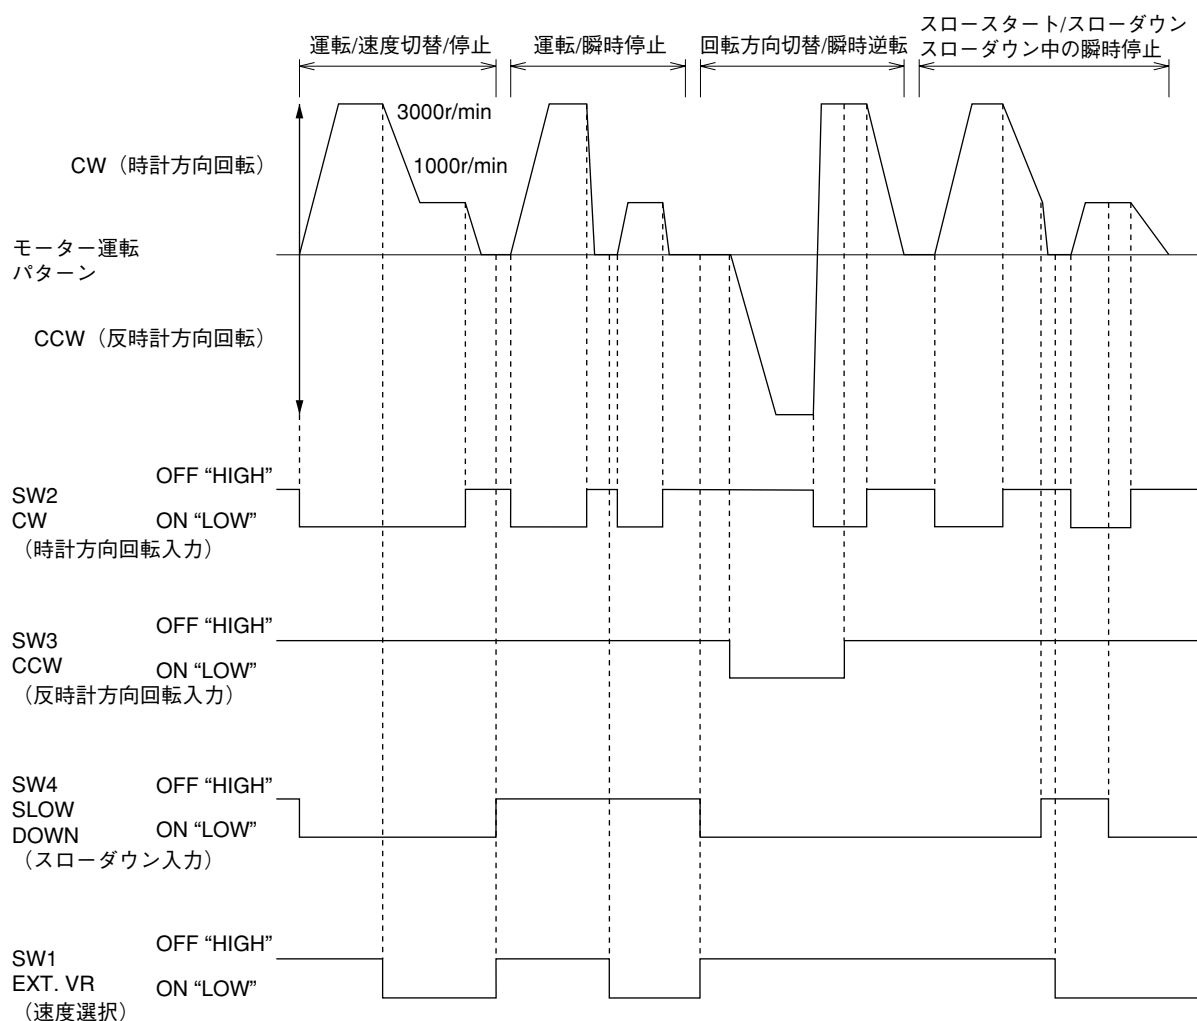 運転/速度切替/停止
運転/瞬時停止
回転方向切替/瞬時逆転
スロースタート/スローダウン
スローダウン中の瞬時停止
3000r/min
CW（時計方向回転）
1000r/min
モーター運転
パターン
CCW（反時計方向回転）
OFF “HIGH”
SW2
CW
ON “LOW”
（時計方向回転入力）
OFF “HIGH”
SW3
CCW
ON “LOW”
（反時計方向回転入力）
SW4
OFF “HIGH”
SLOW
DOWN
ON “LOW”
（スローダウン入力）
OFF “HIGH”
SW1
EXT. VR
ON “LOW”
（速度選択）